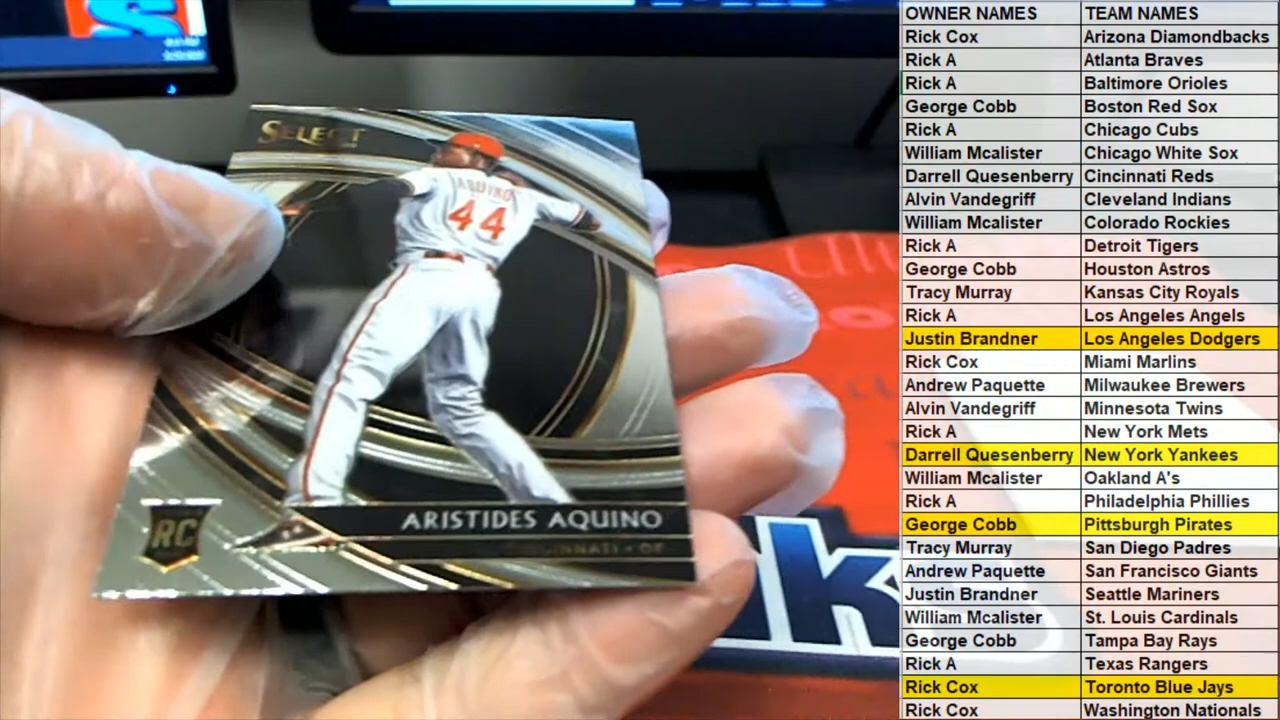 SELECT
AQUINO
44
RC
ARISTIDES AQUINO
CINNATI • OF
OWNER NAMES TEAM NAMES
Rick Cox Arizona Diamondbacks
Rick A Atlanta Braves
Rick A Baltimore Orioles
George Cobb Boston Red Sox
Rick A Chicago Cubs
William Mcalister Chicago White Sox
Darrell Quesenberry Cincinnati Reds
Alvin Vandegriff Cleveland Indians
William Mcalister Colorado Rockies
Rick A Detroit Tigers
George Cobb Houston Astros
Tracy Murray Kansas City Royals
Rick A Los Angeles Angels
Justin Brandner Los Angeles Dodgers
Rick Cox Miami Marlins
Andrew Paquette Milwaukee Brewers
Alvin Vandegriff Minnesota Twins
Rick A New York Mets
Darrell Quesenberry New York Yankees
William Mcalister Oakland A's
Rick A Philadelphia Phillies
George Cobb Pittsburgh Pirates
Tracy Murray San Diego Padres
Andrew Paquette San Francisco Giants
Justin Brandner Seattle Mariners
William Mcalister St. Louis Cardinals
George Cobb Tampa Bay Rays
Rick A Texas Rangers
Rick Cox Toronto Blue Jays
Rick Cox Washington Nationals